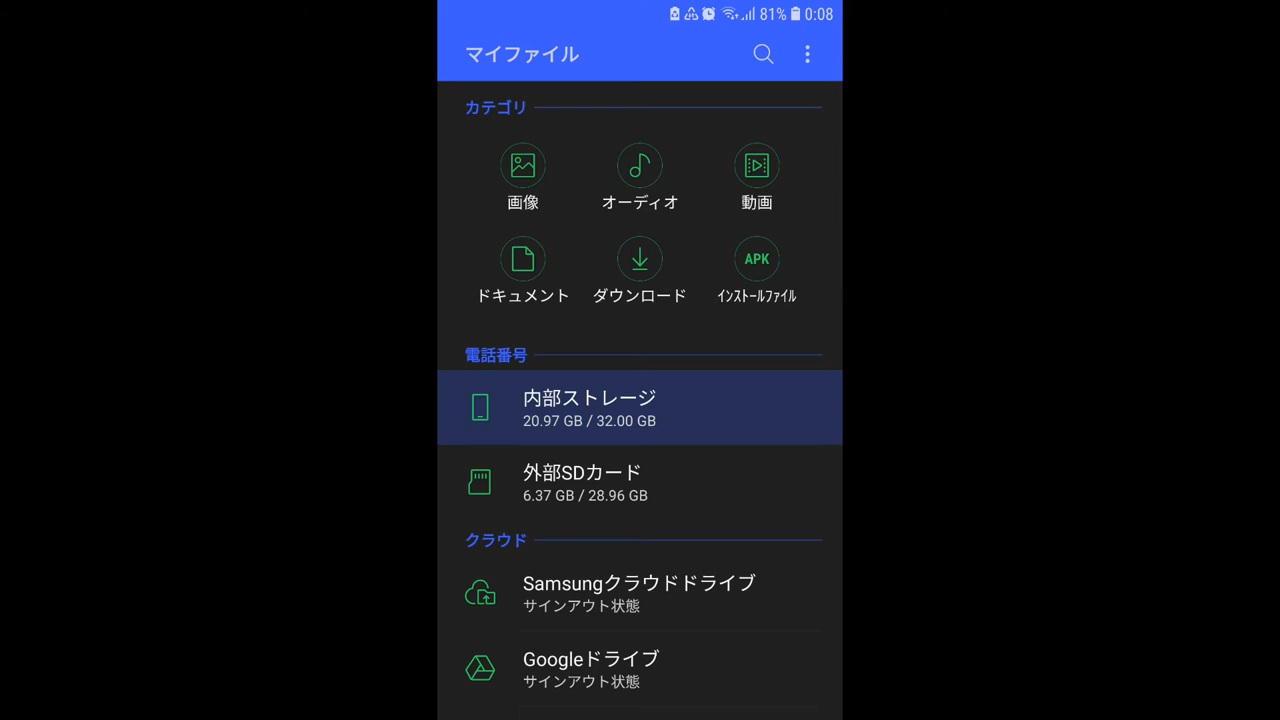 81% 0:08
マイファイル
カテゴリ
画像 オーディオ 動画
APK
ドキュメント ダウンロード ｲﾝｽﾄｰﾙﾌｧｲﾙ
電話番号
内部ストレージ
20.97 GB / 32.00 GB
外部SDカード
6.37 GB / 28.96 GB
クラウド
Samsungクラウドドライブ
サインアウト状態
Googleドライブ
サインアウト状態